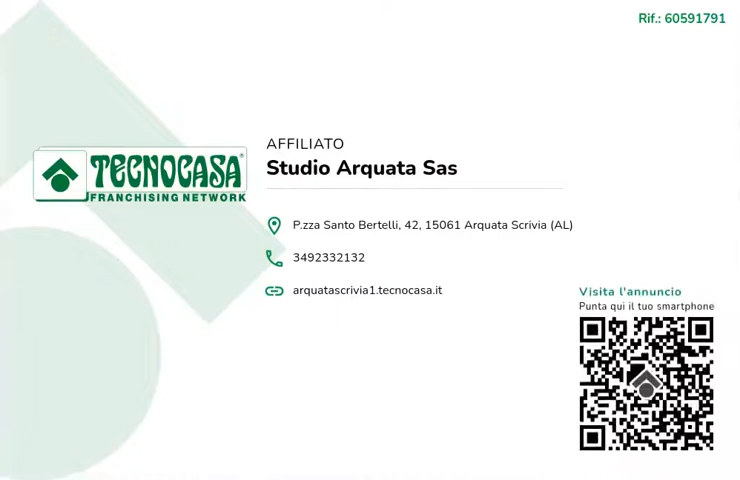 Rif.: 60591791
AFFILIATO
Studio Arquata Sas
TECNOCASA®
FRANCHISING NETWORK
P.zza Santo Bertelli, 42, 15061 Arquata Scrivia (AL)
3492332132
arquatascrivia1.tecnocasa.it
Visita l'annuncio
Punta qui il tuo smartphone